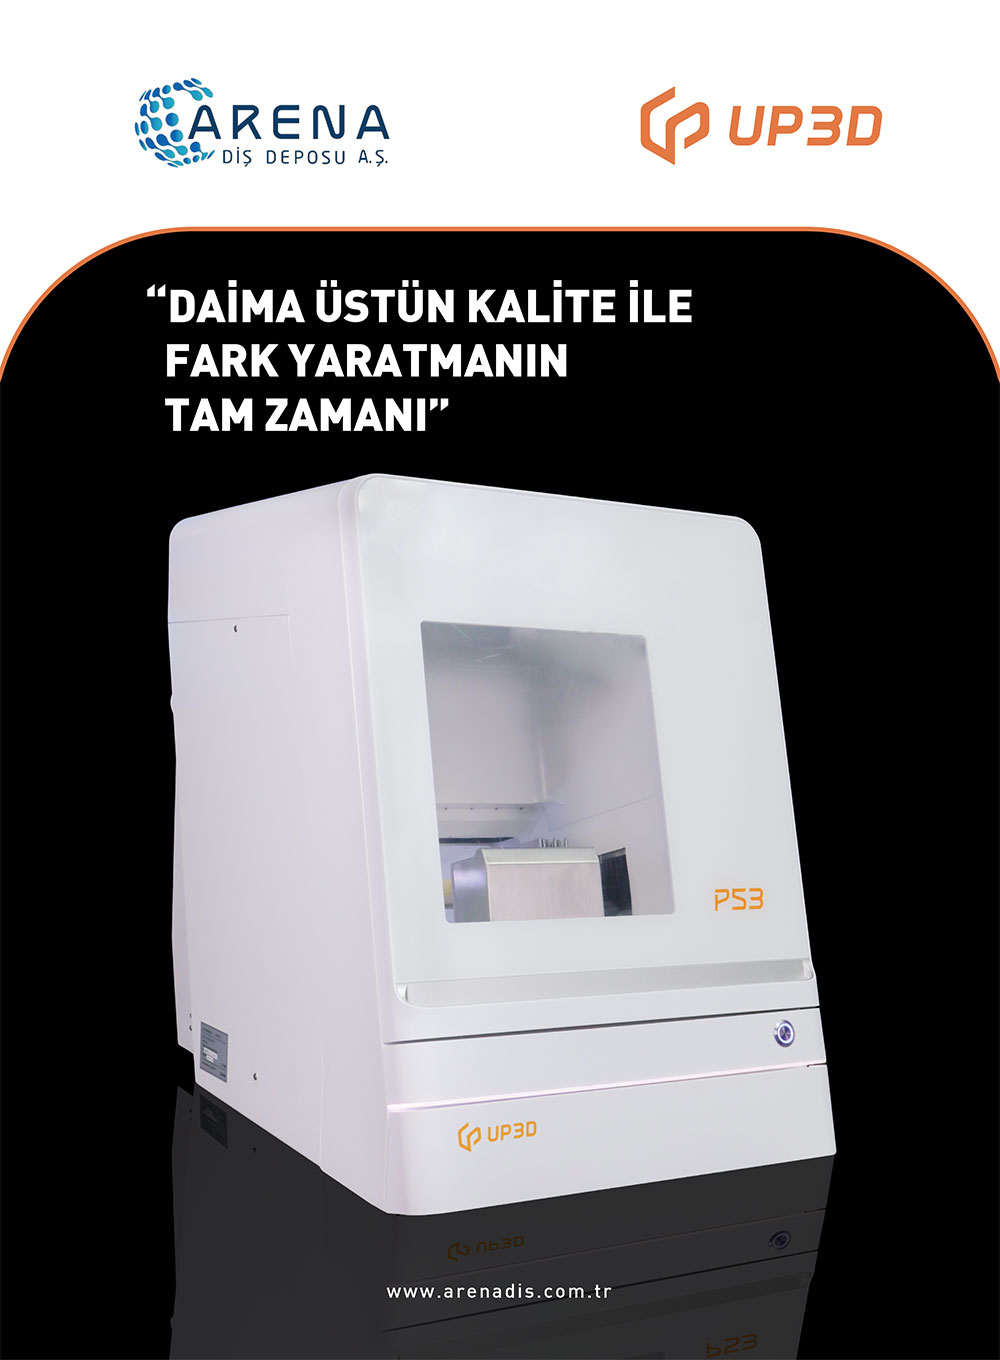 ARENA
DİŞ DEPOSU A.Ş.
UP3D
“DAİMA ÜSTÜN KALİTE İLE
FARK YARATMANIN
TAM ZAMANI”
P53
UP3D
www.arenadis.com.tr